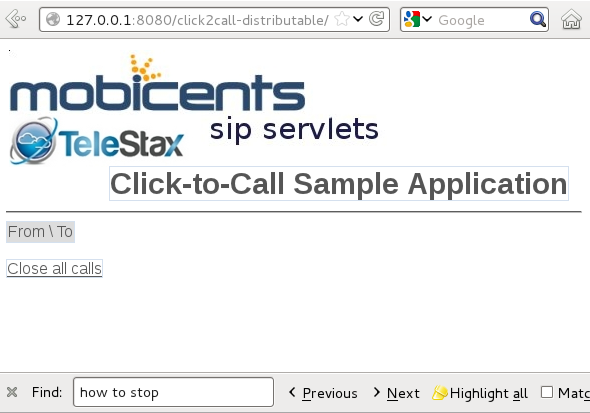 127.0.0.1:8080/click2call-distributable/
Google
mobicents
TeleStax
sip servlets
Click-to-Call Sample Application
From \ To
Close all calls
Find: how to stop Previous Next Highlight all